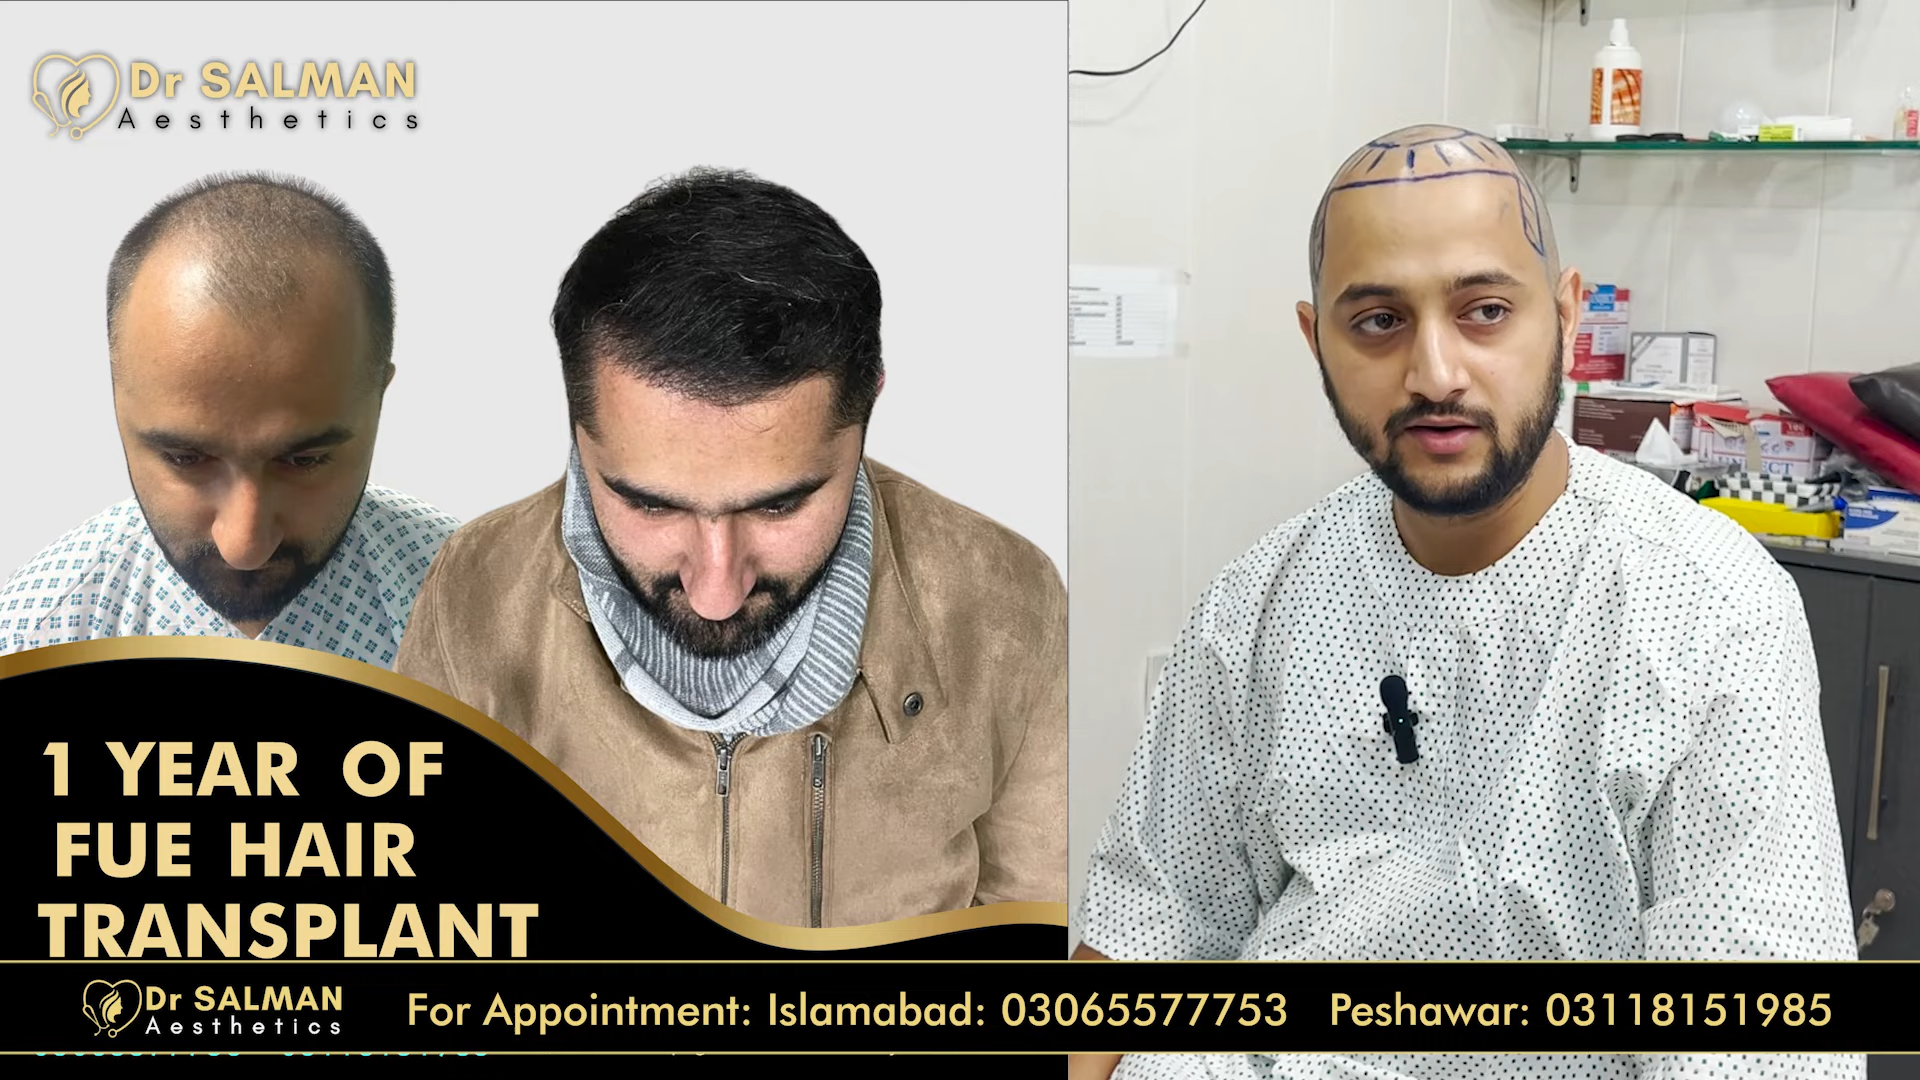 Dr SALMAN
Aesthetics
1 YEAR OF
FUE HAIR
TRANSPLANT
Dr SALMAN
Aesthetics
For Appointment: Islamabad: 03065577753 Peshawar: 03118151985